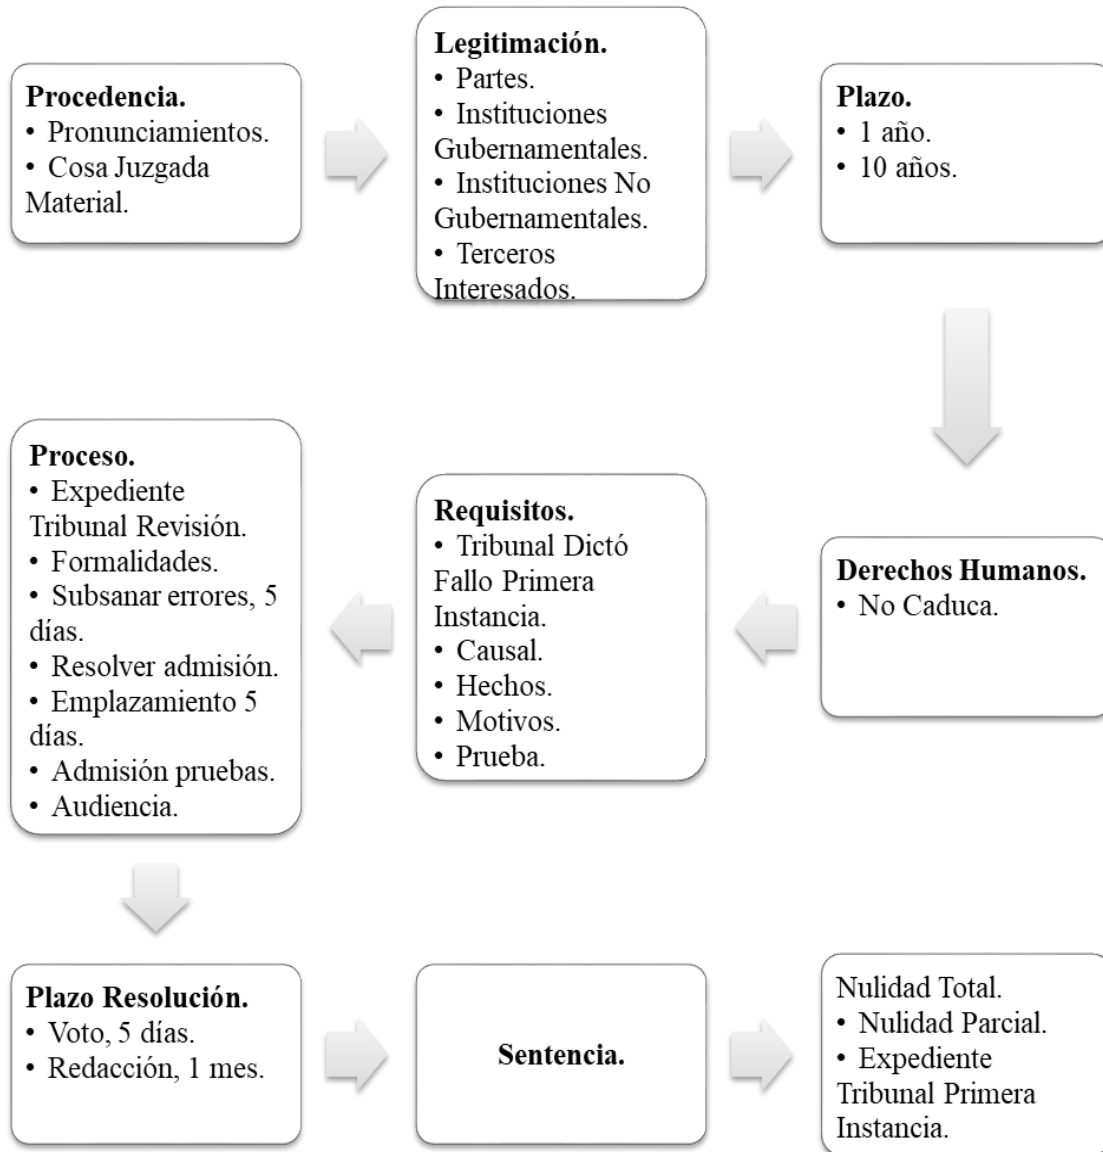 Procedencia.
• Pronunciamientos.
• Cosa Juzgada
Material.
Legitimación.
• Partes.
• Instituciones
Gubernamentales.
• Instituciones No
Gubernamentales.
• Terceros
Interesados.
Plazo.
• 1 año.
• 10 años.
Derechos Humanos.
• No Caduca.
Requisitos.
• Tribunal Dictó
Fallo Primera
Instancia.
• Causal.
• Hechos.
• Motivos.
• Prueba.
Proceso.
• Expediente
Tribunal Revisión.
• Formalidades.
• Subsanar errores, 5
días.
• Resolver admisión.
• Emplazamiento 5
días.
• Admisión pruebas.
• Audiencia.
Plazo Resolución.
• Voto, 5 días.
• Redacción, 1 mes.
Sentencia.
Nulidad Total.
• Nulidad Parcial.
• Expediente
Tribunal Primera
Instancia.